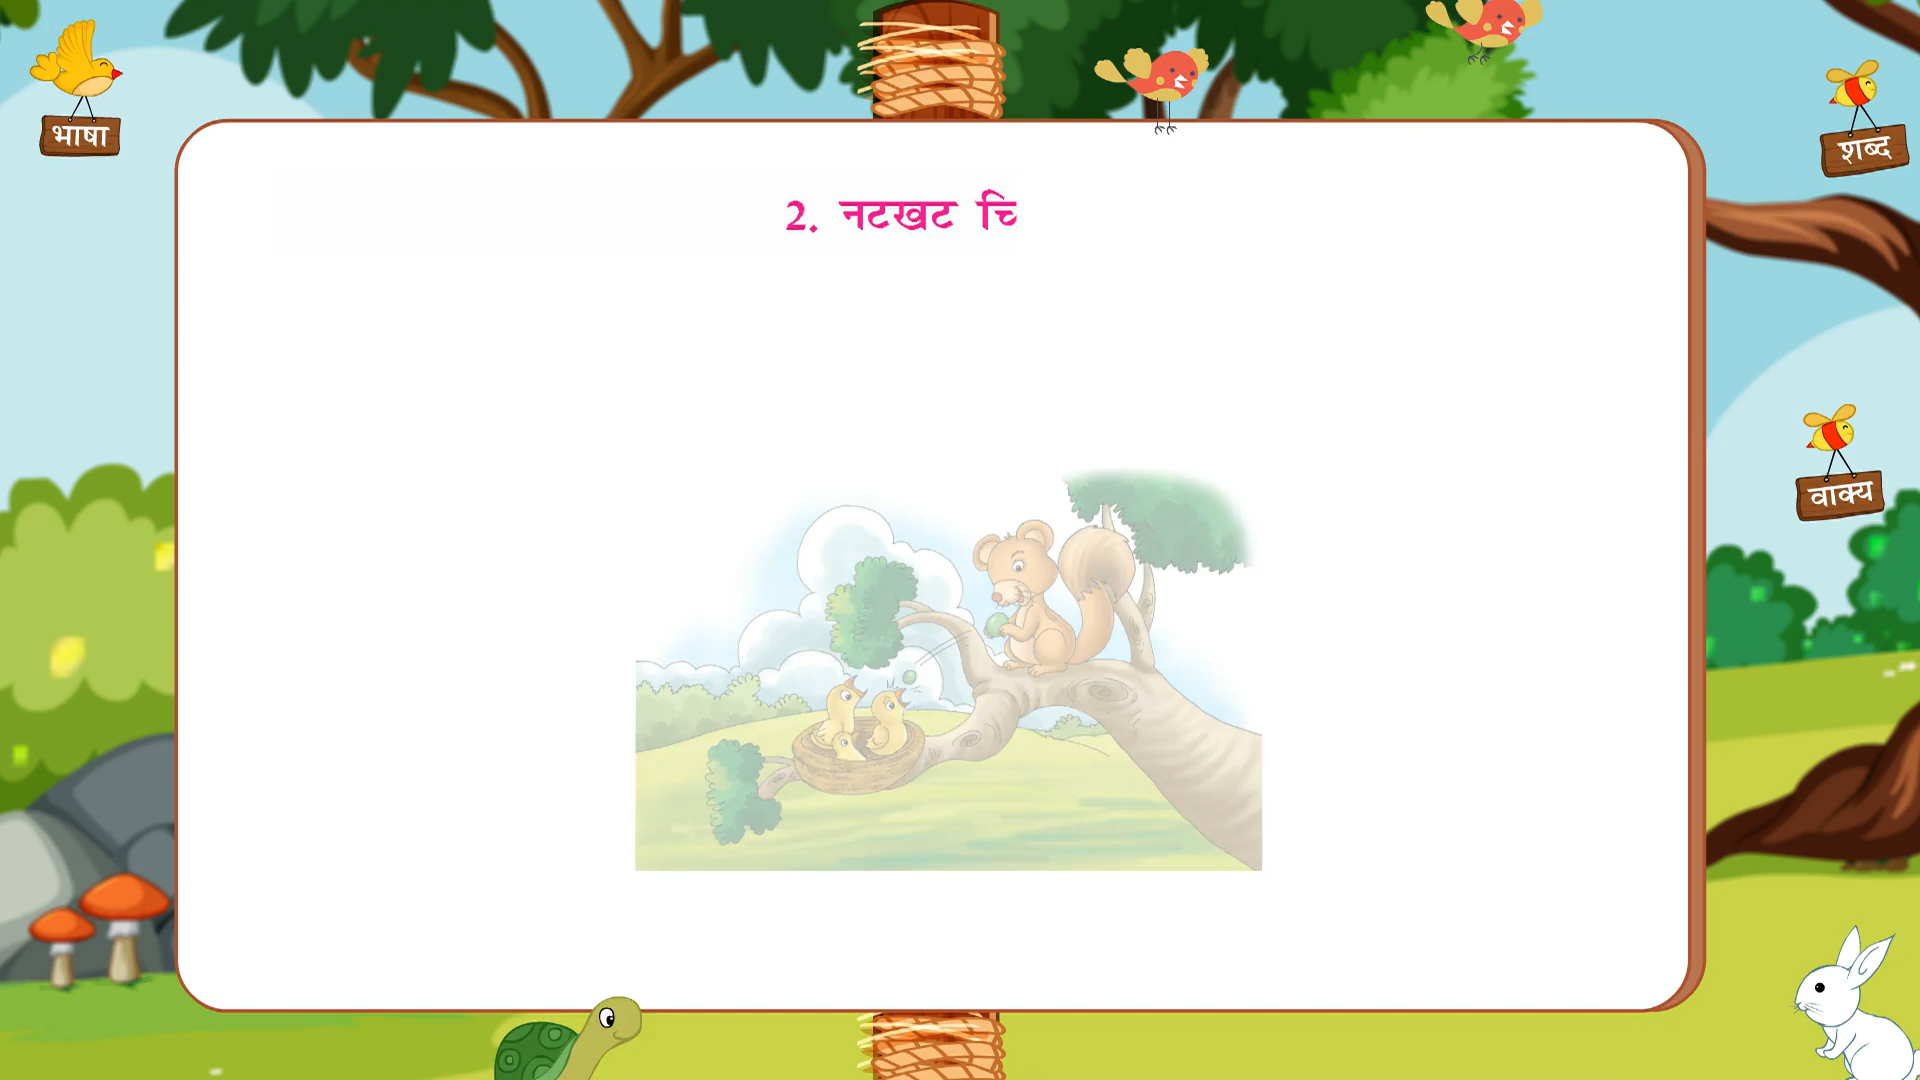 भाषा
शब्द
2. नटखट चि
वाक्य